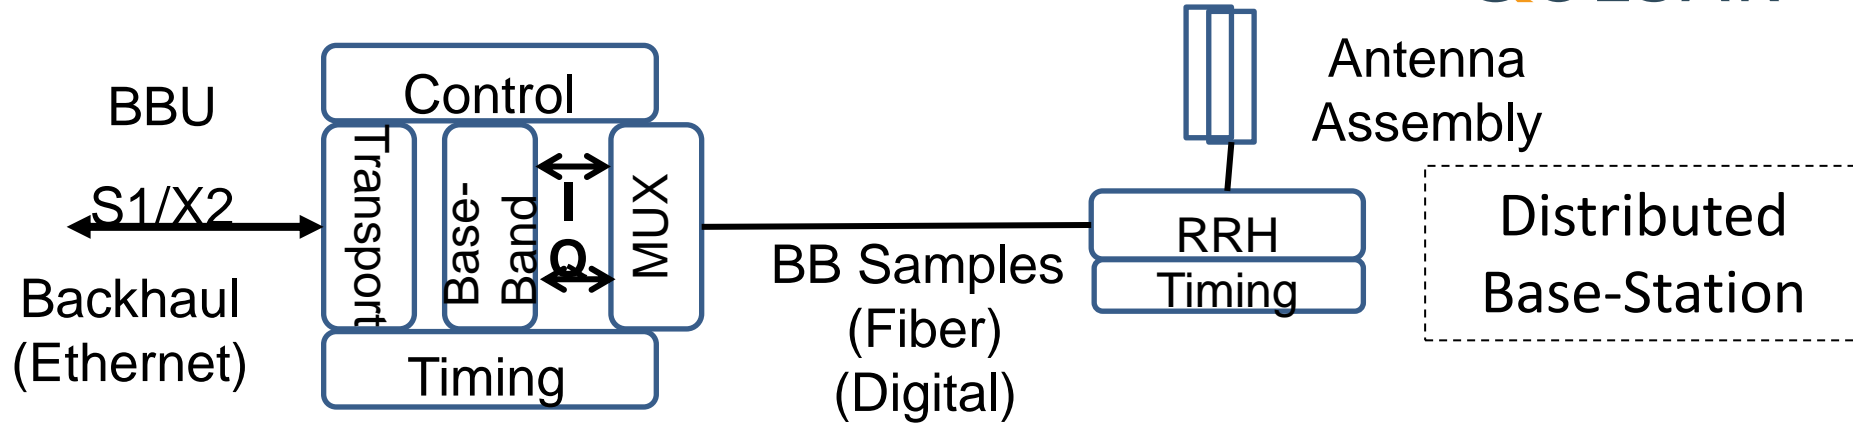 BBU
S1/X2
Backhaul
(Ethernet)
Control
Transport
Base-
Band
I
Q
MUX
Timing
BB Samples
(Fiber)
(Digital)
Antenna
Assembly
RRH
Timing
Distributed
Base-Station